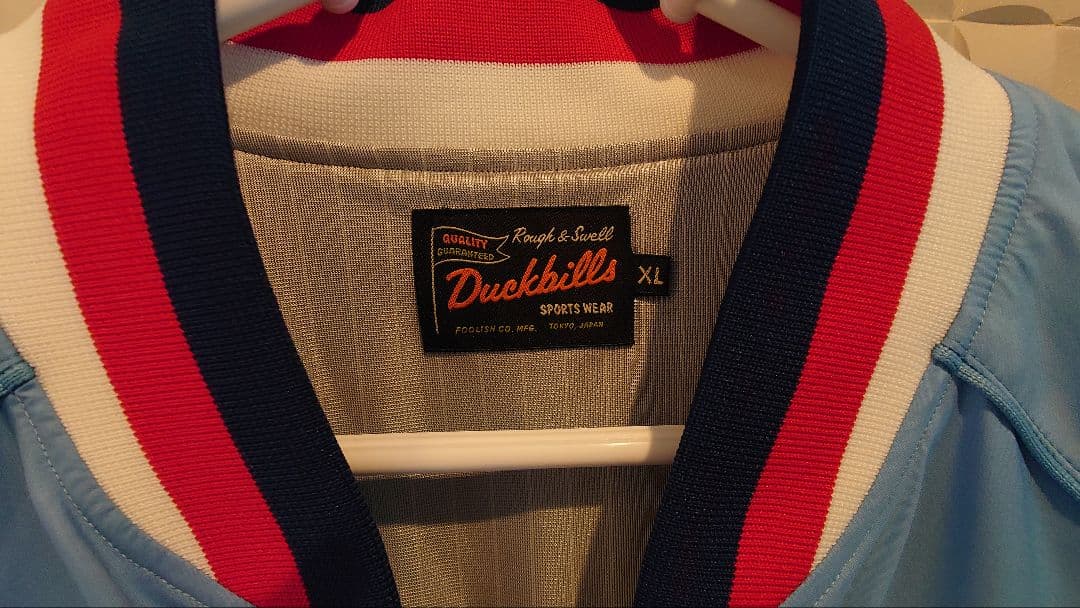 QUALITY
GUARANTEED
Rough & Swell
Duckbills
SPORTS WEAR
FOOLISH CO. MFG. TOKYO, JAPAN
XL